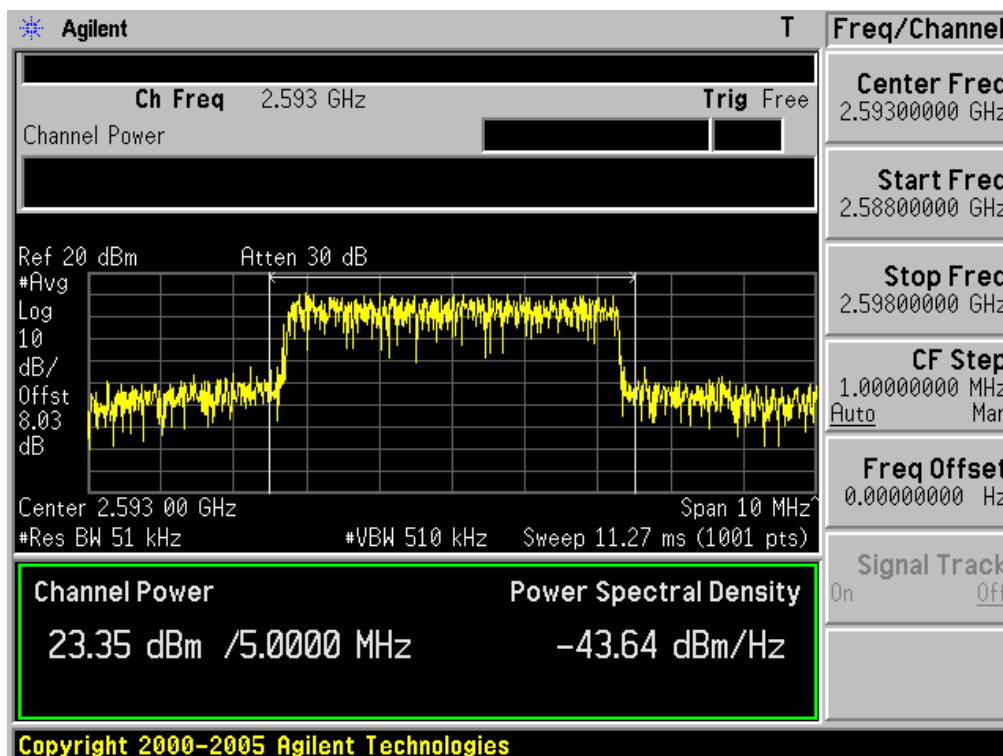 Agilent T
Freq/Channel
Ch Freq 2.593 GHz Trig Free
Channel Power
Center Freq
2.59300000 GHz
Start Freq
2.58800000 GHz
Stop Freq
2.59800000 GHz
CF Step
1.00000000 MHz
Auto Man
Freq Offset
0.00000000 Hz
Signal Track
On Off
Ref 20 dBm Atten 30 dB
#Avg
Log
10
dB/
Offst
8.03
dB
Center 2.593 00 GHz Span 10 MHz^
#Res BW 51 kHz #VBW 510 kHz Sweep 11.27 ms (1001 pts)
Channel Power Power Spectral Density
23.35 dBm /5.0000 MHz -43.64 dBm/Hz
Copyright 2000-2005 Agilent Technologies